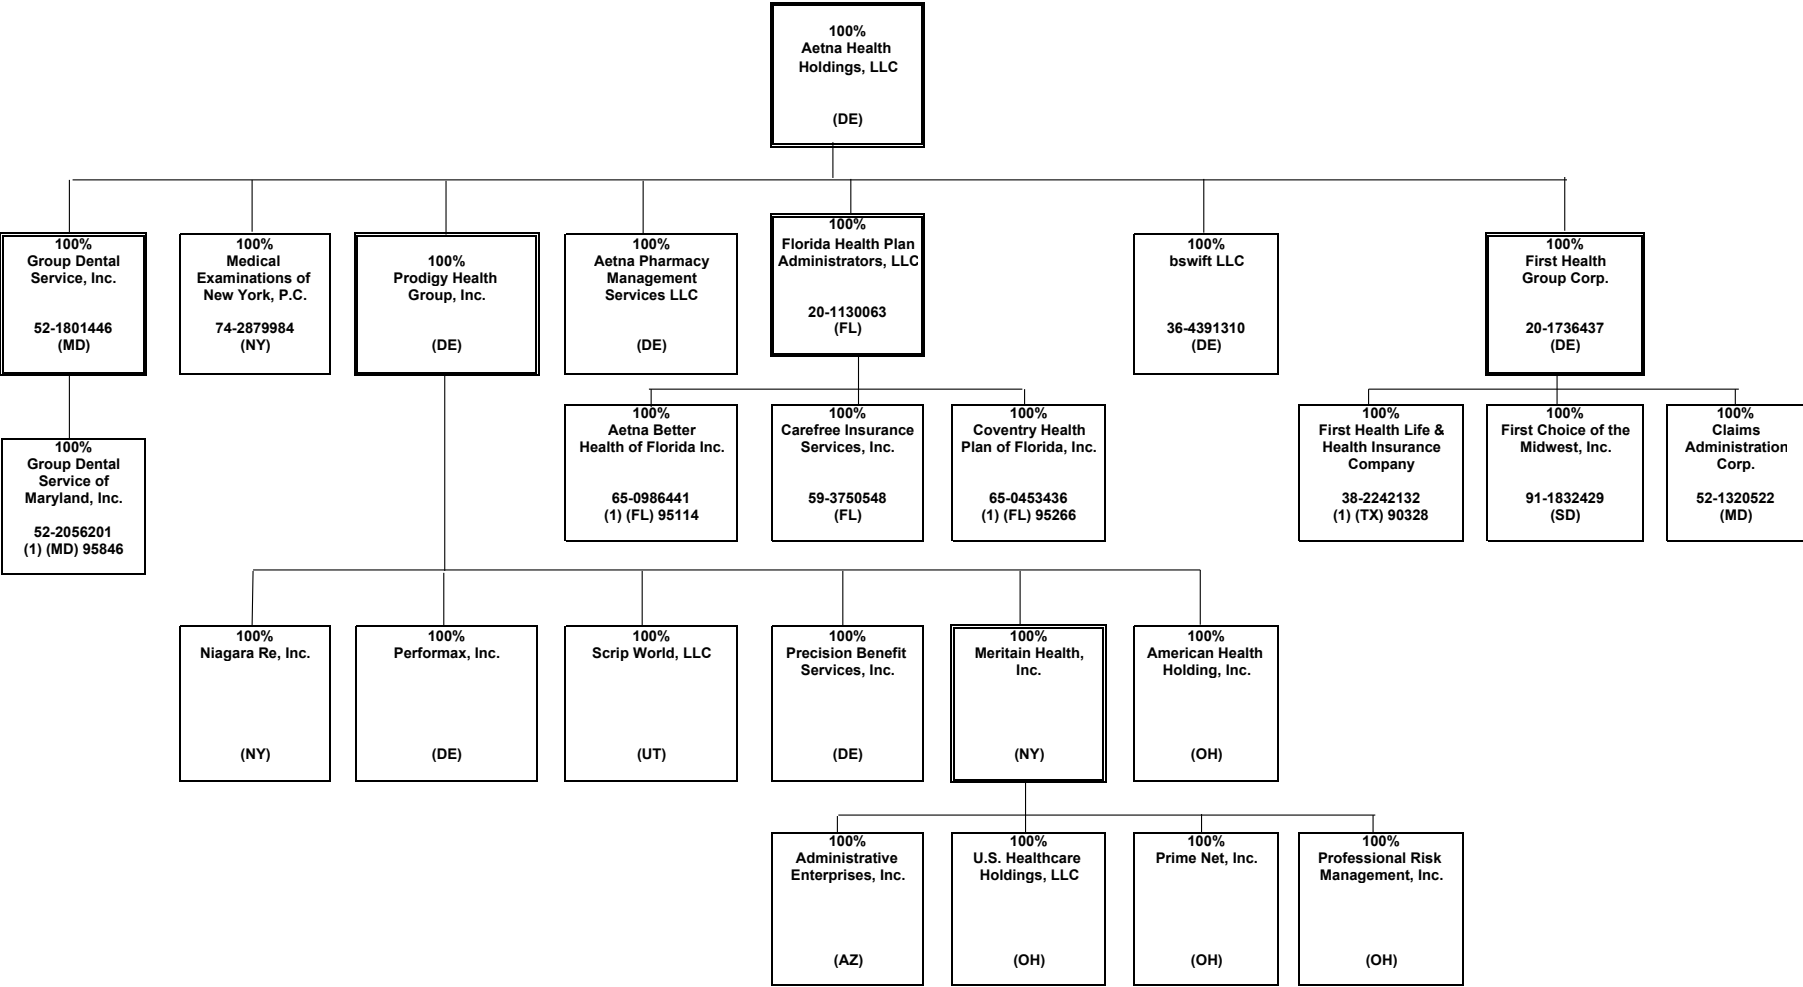 100%
Aetna Health
Holdings, LLC
(DE)
100%
Group Dental
Service, Inc.
52-1801446
(MD)
100%
Medical
Examinations of
New York, P.C.
74-2879984
(NY)
100%
Prodigy Health
Group, Inc.
(DE)
100%
Aetna Pharmacy
Management
Services LLC
(DE)
100%
Florida Health Plan
Administrators, LLC
20-1130063
(FL)
100%
bswift LLC
36-4391310
(DE)
100%
First Health
Group Corp.
20-1736437
(DE)
100%
Group Dental
Service of
Maryland, Inc.
52-2056201
(1) (MD) 95846
100%
Aetna Better
Health of Florida Inc.
65-0986441
(1) (FL) 95114
100%
Carefree Insurance
Services, Inc.
59-3750548
(FL)
100%
Coventry Health
Plan of Florida, Inc.
65-0453436
(1) (FL) 95266
100%
First Health Life &
Health Insurance
Company
38-2242132
(1) (TX) 90328
100%
First Choice of the
Midwest, Inc.
91-1832429
(SD)
100%
Claims
Administration
Corp.
52-1320522
(MD)
100%
Niagara Re, Inc.
(NY)
100%
Performax, Inc.
(DE)
100%
Scrip World, LLC
(UT)
100%
Precision Benefit
Services, Inc.
(DE)
100%
Meritain Health,
Inc.
(NY)
100%
American Health
Holding, Inc.
(OH)
100%
Administrative
Enterprises, Inc.
(AZ)
100%
U.S. Healthcare
Holdings, LLC
(OH)
100%
Prime Net, Inc.
(OH)
100%
Professional Risk
Management, Inc.
(OH)